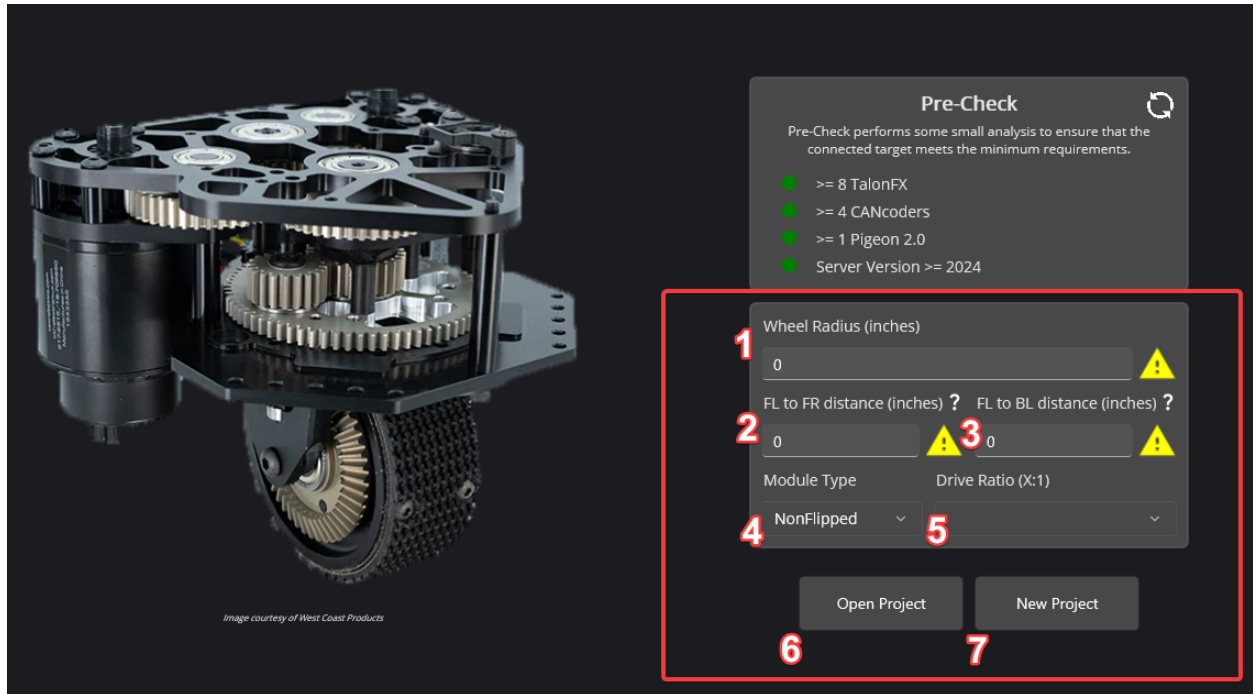 Pre-Check
Pre-Check performs some small analysis to ensure that the
connected target meets the minimum requirements.
>= 8 TalonFX
>= 4 CANcoders
>= 1 Pigeon 2.0
Server Version >= 2024
Wheel Radius (inches)
1
0
FL to FR distance (inches) ? FL to BL distance (inches) ?
2 0 3 0
Module Type Drive Ratio (X:1)
4 NonFlipped 5
Open Project New Project
6 7
Image courtesy of West Coast Products